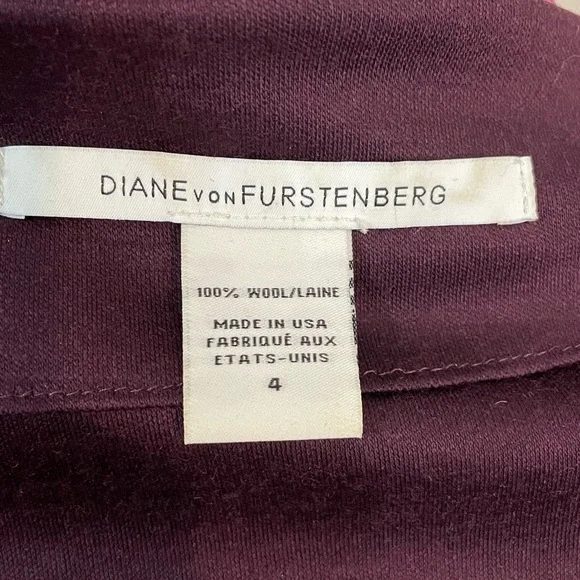 DIANE VON FURSTENBERG
100% WOOL/LAINE
MADE IN USA
FABRIQUÉ AUX
ETATS-UNIS
4